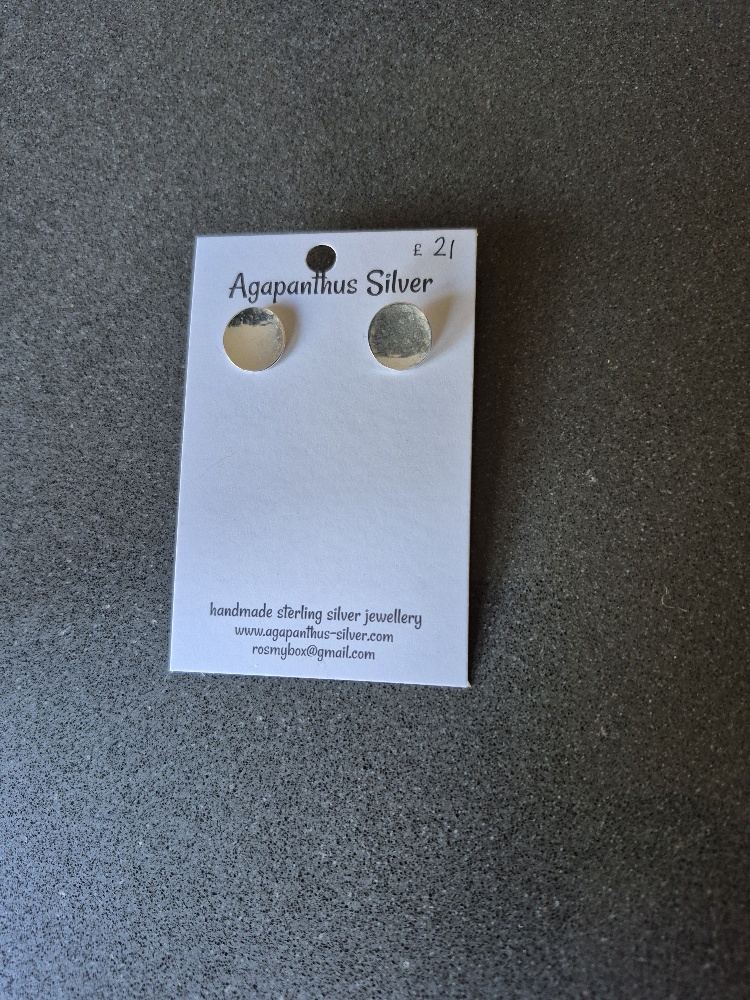 £ 21
Agapanthus Silver
handmade sterling silver jewellery
www.agapanthus-silver.com
rosmybox@gmail.com